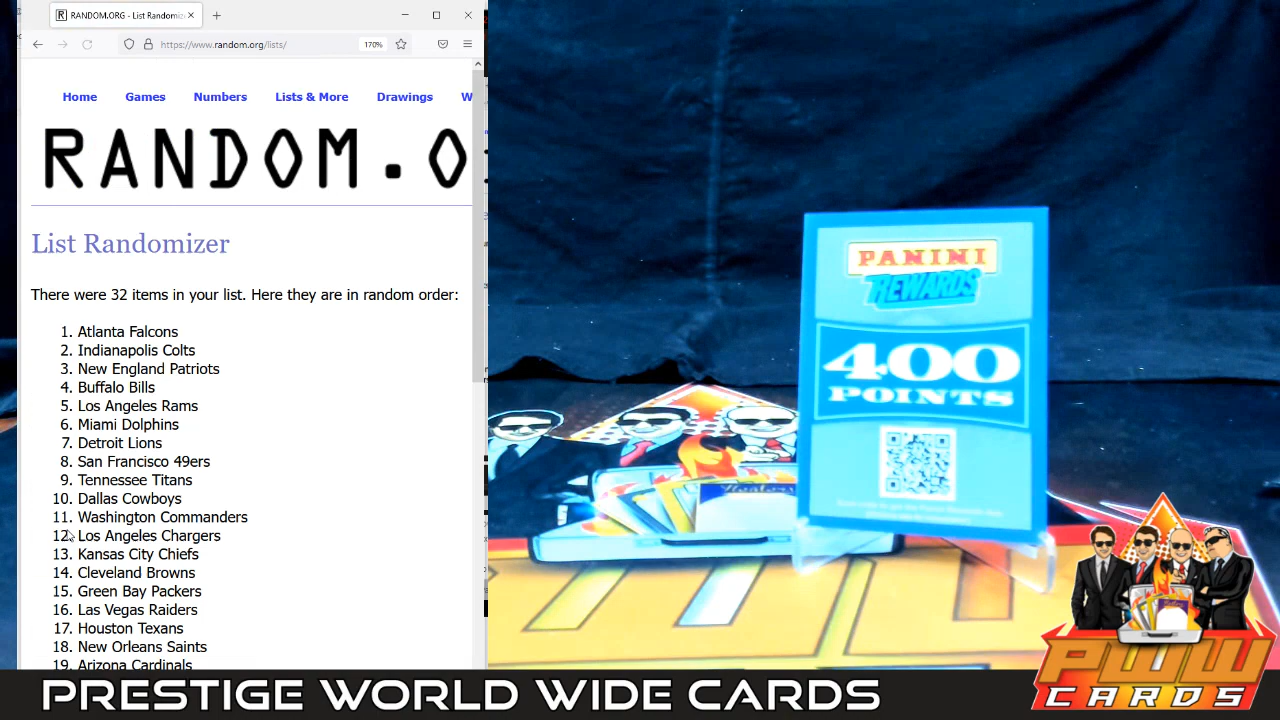 RANDOM.ORG - List Randomiz
https://www.random.org/lists/
170%
Home Games Numbers Lists & More Drawings W
RANDOM.O
List Randomizer
There were 32 items in your list. Here they are in random order:
1. Atlanta Falcons
2. Indianapolis Colts
3. New England Patriots
4. Buffalo Bills
5. Los Angeles Rams
6. Miami Dolphins
7. Detroit Lions
8. San Francisco 49ers
9. Tennessee Titans
10. Dallas Cowboys
11. Washington Commanders
12. Los Angeles Chargers
13. Kansas City Chiefs
14. Cleveland Browns
15. Green Bay Packers
16. Las Vegas Raiders
17. Houston Texans
18. New Orleans Saints
19. Arizona Cardinals
PANINI
REWARDS
400
POINTS
PWW
CARDS
PRESTIGE WORLD WIDE CARDS